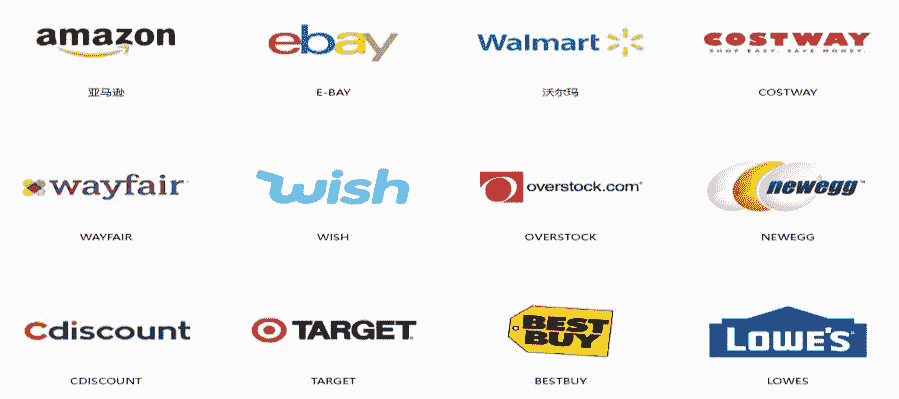 amazon
ebay
Walmart
COSTWAY
SHOP EASY. SAVE MONEY.
亚马逊
E-BAY
沃尔玛
COSTWAY
wayfair
wish
overstock.com
newegg™
WAYFAIR
WISH
OVERSTOCK
NEWEGG
Cdiscount
TARGET
BEST
BUY
LOWE'S
CDISCOUNT
TARGET
BESTBUY
LOWES